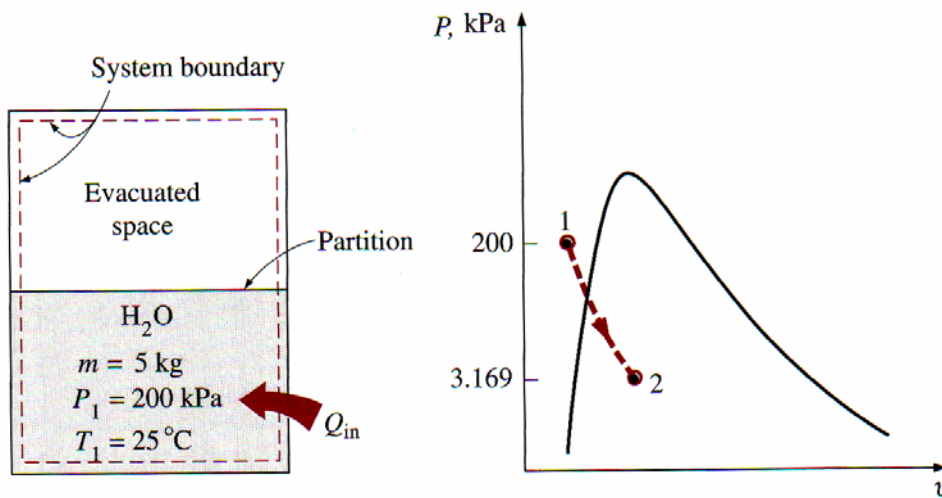 System boundary
Evacuated
space
Partition
H₂O
m = 5 kg
P₁ = 200 kPa
T₁ = 25 °C
Q_in
P, kPa
200
3.169
1
2